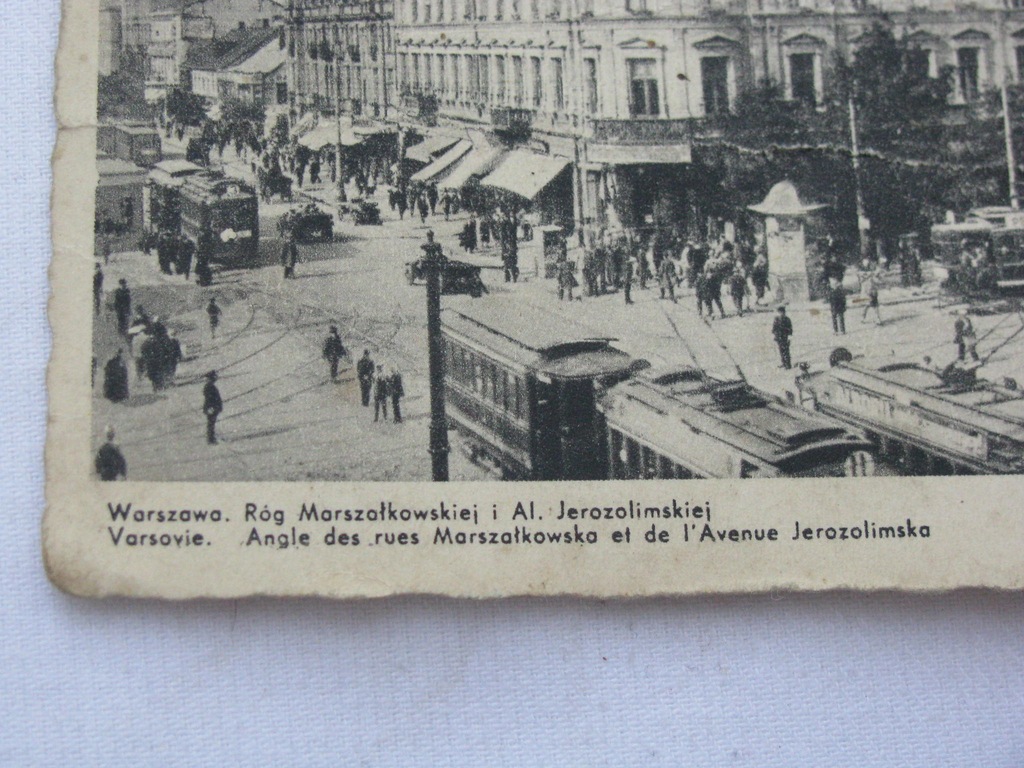 Warszawa. Róg Marszałkowskiej i Al. Jerozolimskiej
Varsovie. Angle des rues Marszałkowska et de l'Avenue Jerozolimska